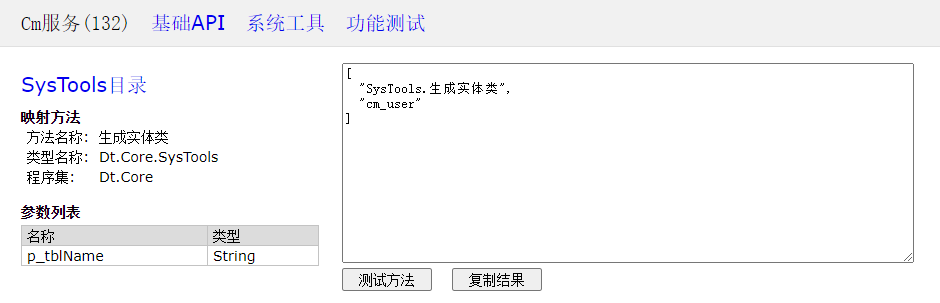 Cm服务(132) 基础API 系统工具 功能测试
SysTools目录
映射方法
方法名称: 生成实体类
类型名称: Dt.Core.SysTools
程序集: Dt.Core
参数列表
名称 类型
p_tblName String
[
"SysTools.生成实体类",
"cm_user"
]
测试方法 复制结果